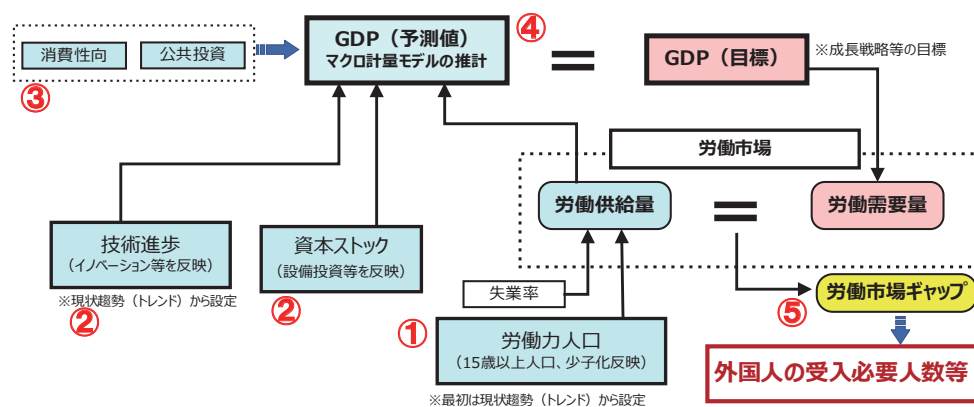 消費性向
公共投資
③
GDP（予測値）
マクロ計量モデルの推計
④
＝
GDP（目標）
※成長戦略等の目標
労働市場
労働供給量
＝
労働需要量
技術進歩
（イノベーション等を反映）
※現状趨勢（トレンド）から設定
②
資本ストック
（設備投資等を反映）
②
失業率
①
労働力人口
（15歳以上人口、少子化反映）
※最初は現状趨勢（トレンド）から設定
⑤
労働市場ギャップ
外国人の受入必要人数等